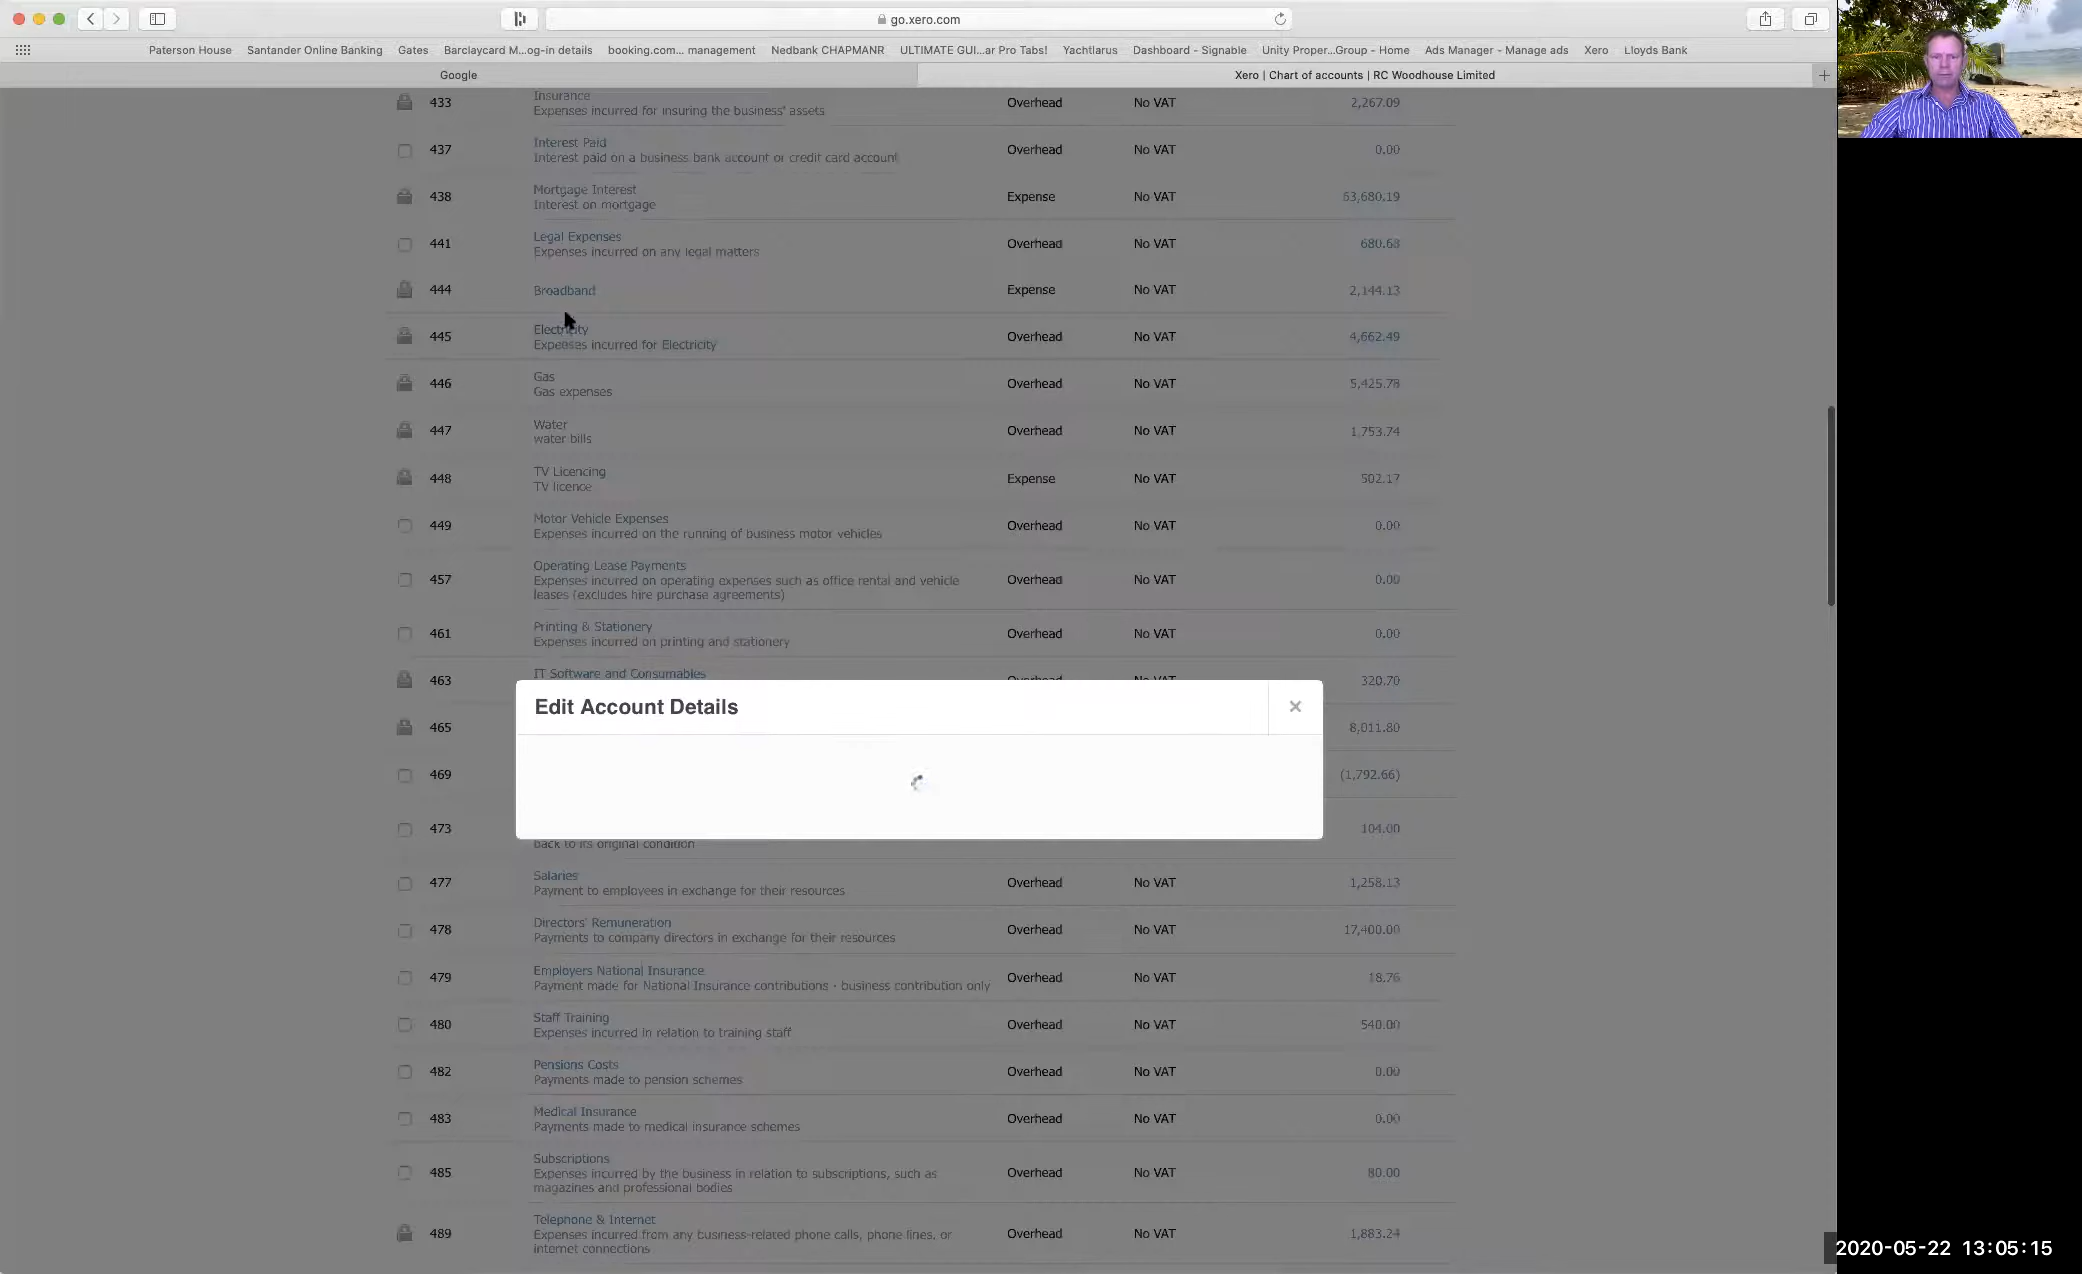 go.xero.com
Paterson House Santander Online Banking Gates Barclaycard M...og-in details booking.com... management Nedbank CHAPMANR ULTIMATE GUI...ar Pro Tabs! Yachtlarus Dashboard - Signable Unity Proper...Group - Home Ads Manager - Manage ads Xero Lloyds Bank
Google Xero | Chart of accounts | RC Woodhouse Limited
433 Insurance Overhead No VAT 2,267.09
Expenses incurred for insuring the business' assets
437 Interest Paid Overhead No VAT 0.00
Interest paid on a business bank account or credit card account
438 Mortgage Interest Expense No VAT 53,680.19
Interest on mortgage
441 Legal Expenses Overhead No VAT 680.68
Expenses incurred on any legal matters
444 Broadband Expense No VAT 2,144.13
445 Electricity Overhead No VAT 4,662.49
Expenses incurred for Electricity
446 Gas Overhead No VAT 5,425.78
Gas expenses
447 Water Overhead No VAT 1,753.74
water bills
448 TV Licencing Expense No VAT 502.17
TV licence
449 Motor Vehicle Expenses Overhead No VAT 0.00
Expenses incurred on the running of business motor vehicles
457 Operating Lease Payments Overhead No VAT 0.00
Expenses incurred on operating expenses such as office rental and vehicle
leases (excludes hire purchase agreements)
461 Printing & Stationery Overhead No VAT 0.00
Expenses incurred on printing and stationery
463 IT Software and Consumables Overhead No VAT 320.70
Edit Account Details
465 8,011.80
469 (1,792.66)
473 104.00
back to its original condition
477 Salaries Overhead No VAT 1,258.13
Payment to employees in exchange for their resources
478 Directors' Remuneration Overhead No VAT 17,400.00
Payments to company directors in exchange for their resources
479 Employers National Insurance Overhead No VAT 18.76
Payment made for National Insurance contributions - business contribution only
480 Staff Training Overhead No VAT 540.00
Expenses incurred in relation to training staff
482 Pensions Costs Overhead No VAT 0.00
Payments made to pension schemes
483 Medical Insurance Overhead No VAT 0.00
Payments made to medical insurance schemes
485 Subscriptions Overhead No VAT 80.00
Expenses incurred by the business in relation to subscriptions, such as
magazines and professional bodies
489 Telephone & Internet Overhead No VAT 1,883.24
Expenses incurred from any business-related phone calls, phone lines, or
internet connections
2020-05-22 13:05:15